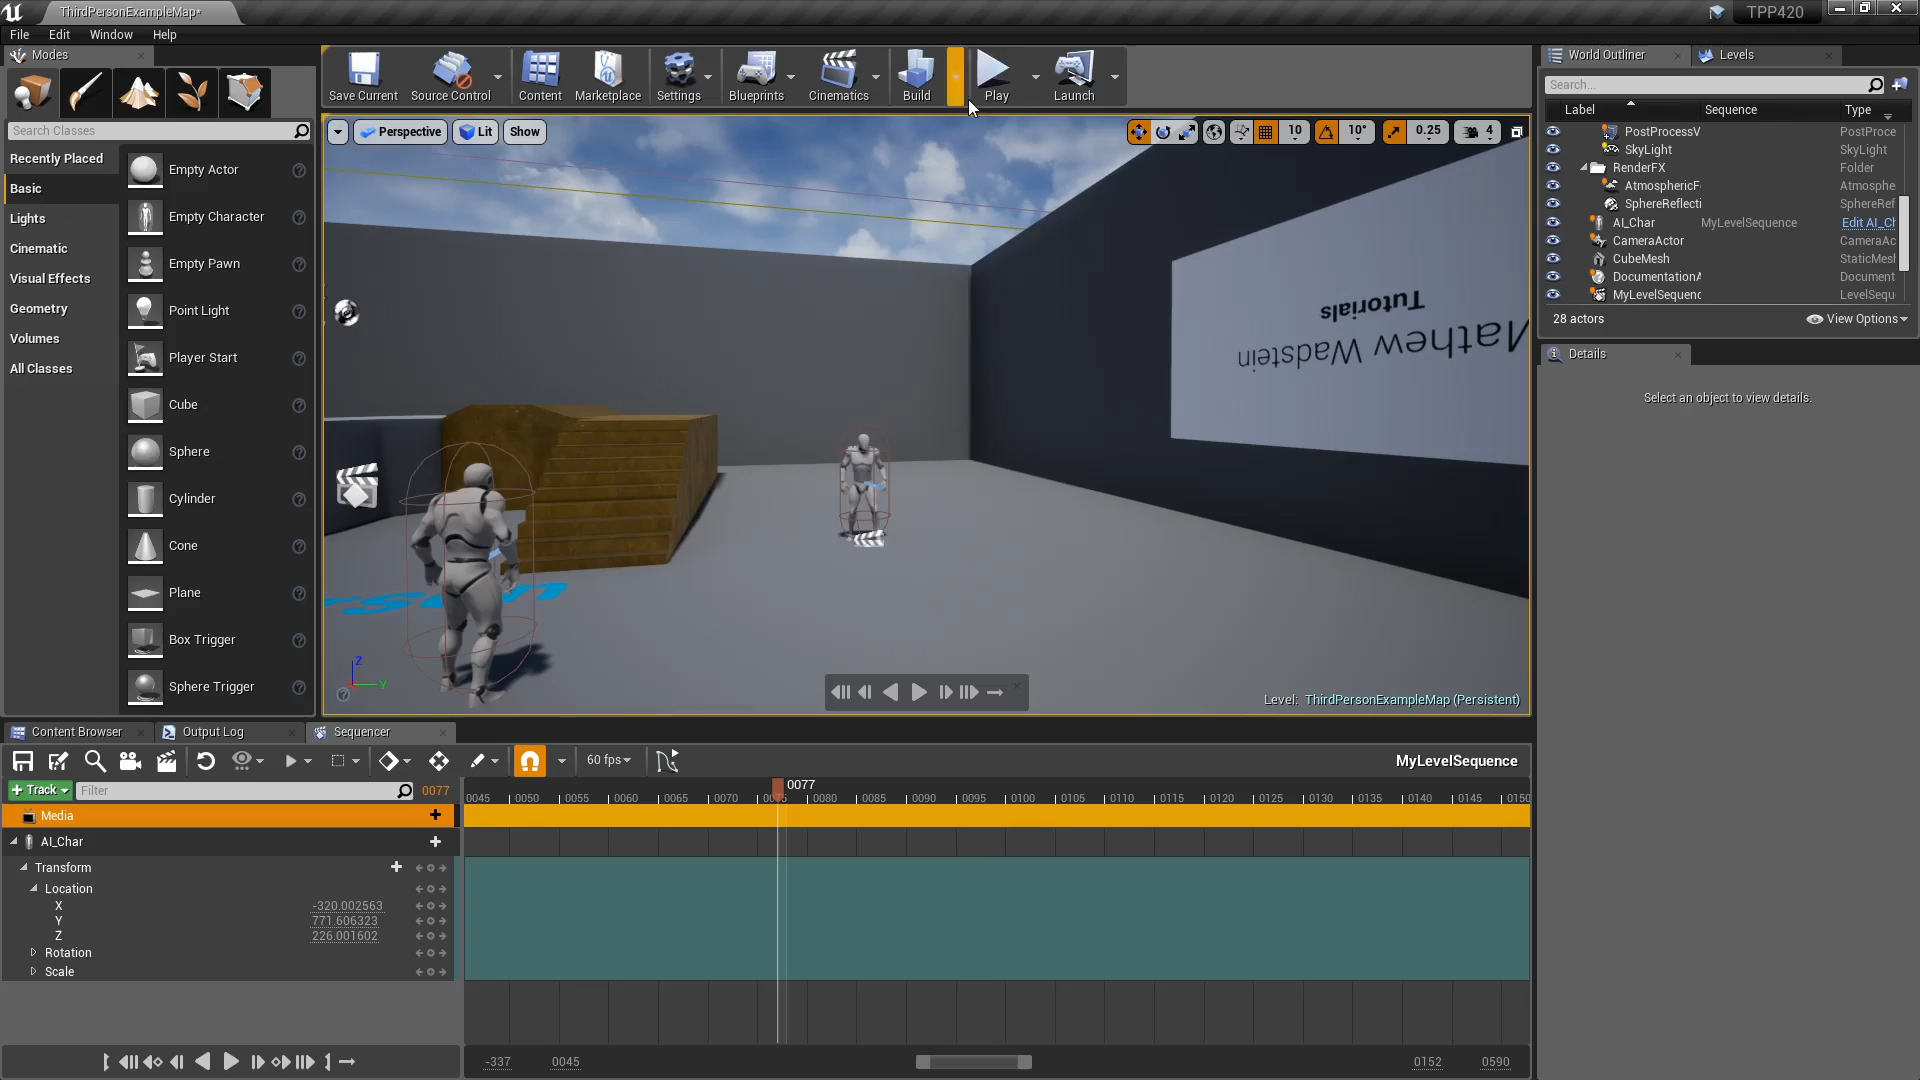 ThirdPersonExampleMap*
TPP420
File Edit Window Help
Modes
Save Current
Source Control
Content
Marketplace
Settings
Blueprints
Cinematics
Build
Play
Launch
World Outliner
Levels
Search...
Label Sequence Type
PostProcessV PostProce
SkyLight SkyLight
RenderFX Folder
AtmosphericF Atmosphe
SphereReflecti SphereRef
AI_Char MyLevelSequence Edit AI_Ch
CameraActor CameraAc
CubeMesh StaticMesh
DocumentationA Document
MyLevelSequenc LevelSequ
28 actors
View Options
Details
Select an object to view details.
Search Classes
Recently Placed
Basic
Lights
Cinematic
Visual Effects
Geometry
Volumes
All Classes
Empty Actor
Empty Character
Empty Pawn
Point Light
Player Start
Cube
Sphere
Cylinder
Cone
Plane
Box Trigger
Sphere Trigger
Perspective
Lit
Show
10
10°
0.25
4
Tutorials
Mathew Wadstein
Z
Y
Level: ThirdPersonExampleMap (Persistent)
Content Browser
Output Log
Sequencer
60 fps
MyLevelSequence
+ Track
Filter
0077
0077
0045 0050 0055 0060 0065 0070 0075 0080 0085 0090 0095 0100 0105 0110 0115 0120 0125 0130 0135 0140 0145 0150
Media
AI_Char
Transform
Location
X -320.002563
Y 771.606323
Z 226.001602
Rotation
Scale
-337 0045 0152 0590